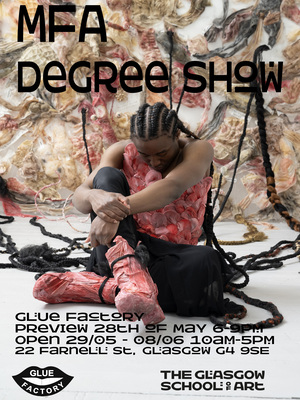 MFA
DEGREE SHOW
GLUE FACTORY
PREVIEW 28TH OF MAY 6-9PM
OPEN 29/05 - 08/06 10AM-5PM
22 FARNELL ST, GLASGOW G4 9SE
GLUE
FACTORY
THE GLASGOW
SCHOOL OF ART